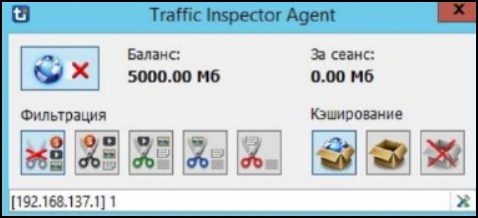 Traffic Inspector Agent
Баланс: За сеанс:
5000.00 Мб 0.00 Мб
Фильтрация Кэширование
[192.168.137.1] 1